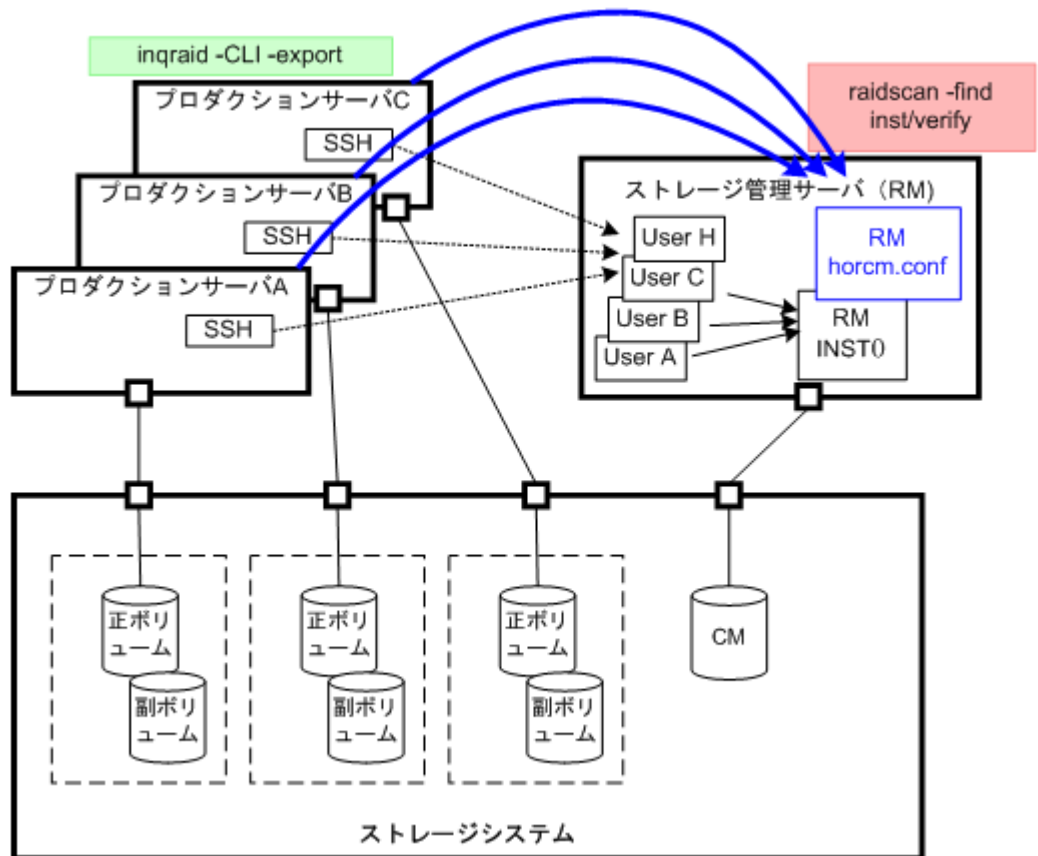 inqraid -CLI -export
raidscan -find
inst/verify
プロダクションサーバC
SSH
プロダクションサーバB
SSH
プロダクションサーバA
SSH
ストレージ管理サーバ（RM)
User H
User C
User B
User A
RM
horcm.conf
RM
INST0
正ボリ
ューム
副ボリ
ューム
正ボリ
ューム
副ボリ
ューム
正ボリ
ューム
副ボリ
ューム
CM
ストレージシステム